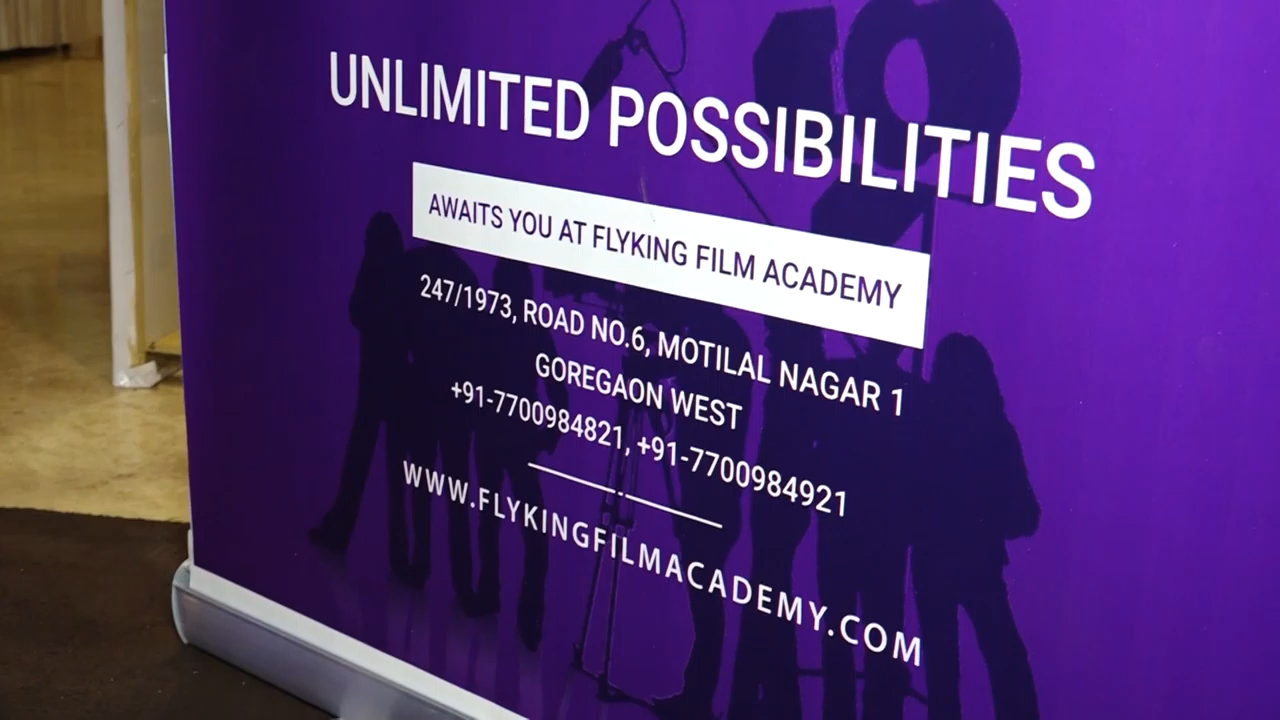 UNLIMITED POSSIBILITIES
AWAITS YOU AT FLYKING FILM ACADEMY
247/1973, ROAD NO.6, MOTILAL NAGAR 1
GOREGAON WEST
+91-7700984821, +91-7700984921
WWW.FLYKINGFILMACADEMY.COM